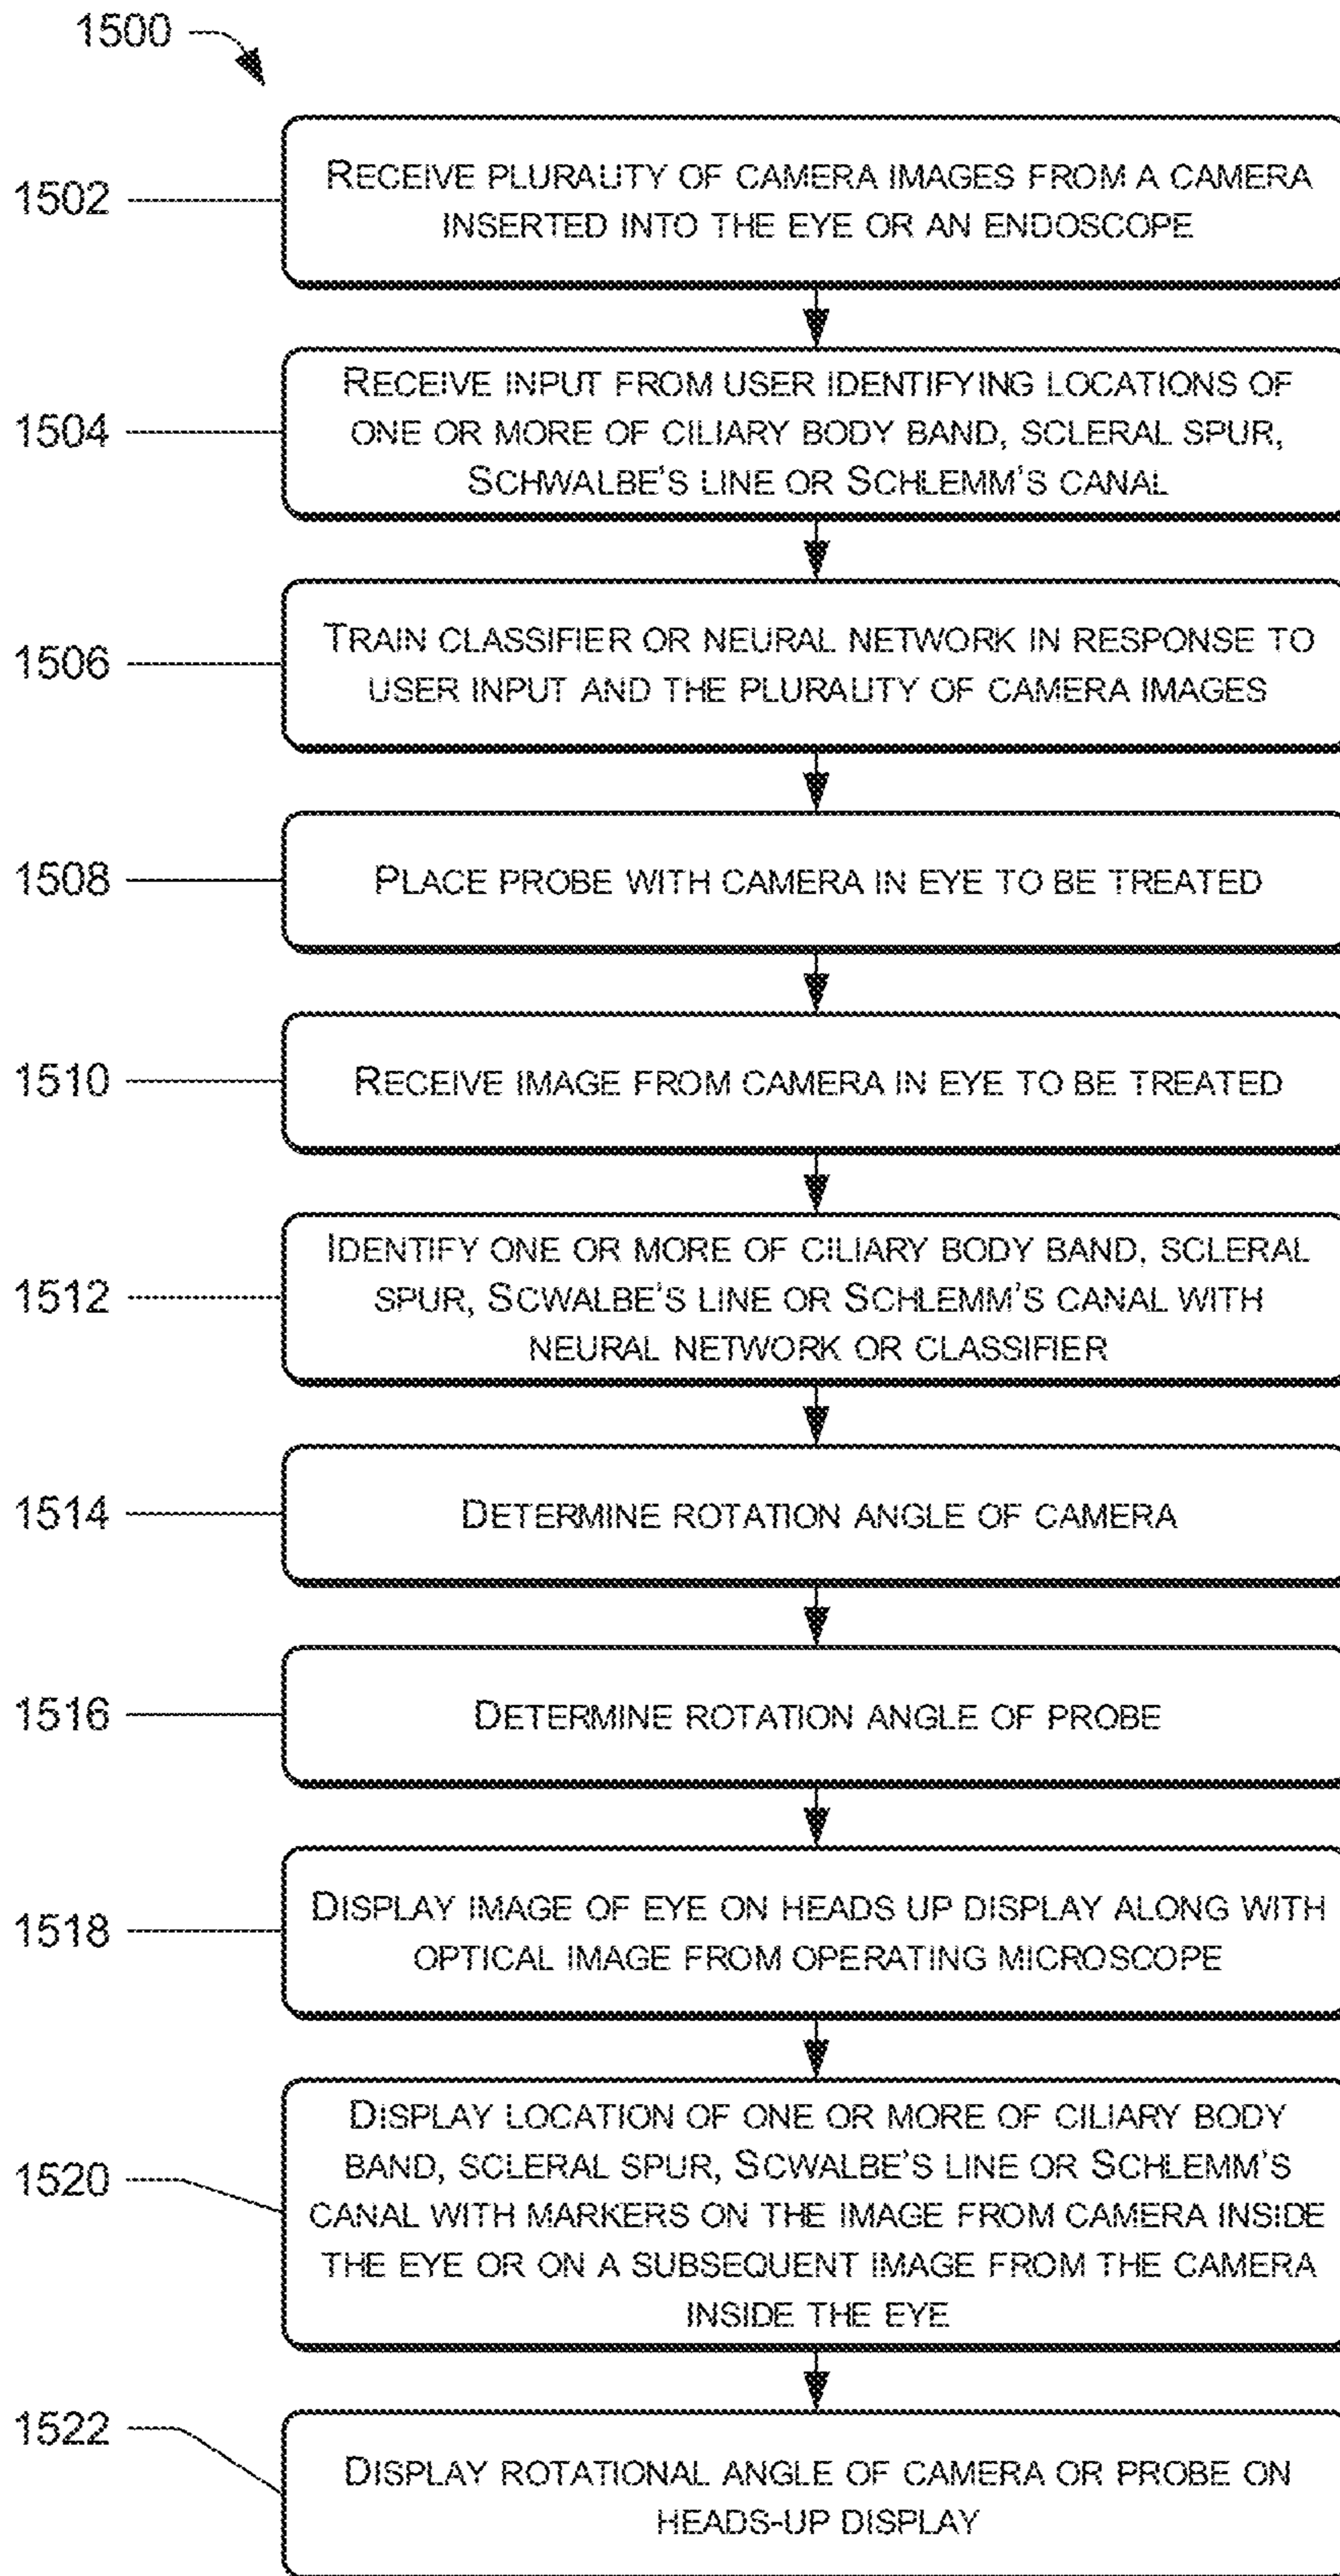 1500
1502
RECEIVE PLURALITY OF CAMERA IMAGES FROM A CAMERA
INSERTED INTO THE EYE OR AN ENDOSCOPE
1504
RECEIVE INPUT FROM USER IDENTIFYING LOCATIONS OF
ONE OR MORE OF CILIARY BODY BAND, SCLERAL SPUR,
SCHWALBE'S LINE OR SCHLEMM'S CANAL
1506
TRAIN CLASSIFIER OR NEURAL NETWORK IN RESPONSE TO
USER INPUT AND THE PLURALITY OF CAMERA IMAGES
1508
PLACE PROBE WITH CAMERA IN EYE TO BE TREATED
1510
RECEIVE IMAGE FROM CAMERA IN EYE TO BE TREATED
1512
IDENTIFY ONE OR MORE OF CILIARY BODY BAND, SCLERAL
SPUR, SCWALBE'S LINE OR SCHLEMM'S CANAL WITH
NEURAL NETWORK OR CLASSIFIER
1514
DETERMINE ROTATION ANGLE OF CAMERA
1516
DETERMINE ROTATION ANGLE OF PROBE
1518
DISPLAY IMAGE OF EYE ON HEADS UP DISPLAY ALONG WITH
OPTICAL IMAGE FROM OPERATING MICROSCOPE
1520
DISPLAY LOCATION OF ONE OR MORE OF CILIARY BODY
BAND, SCLERAL SPUR, SCWALBE'S LINE OR SCHLEMM'S
CANAL WITH MARKERS ON THE IMAGE FROM CAMERA INSIDE
THE EYE OR ON A SUBSEQUENT IMAGE FROM THE CAMERA
INSIDE THE EYE
1522
DISPLAY ROTATIONAL ANGLE OF CAMERA OR PROBE ON
HEADS-UP DISPLAY